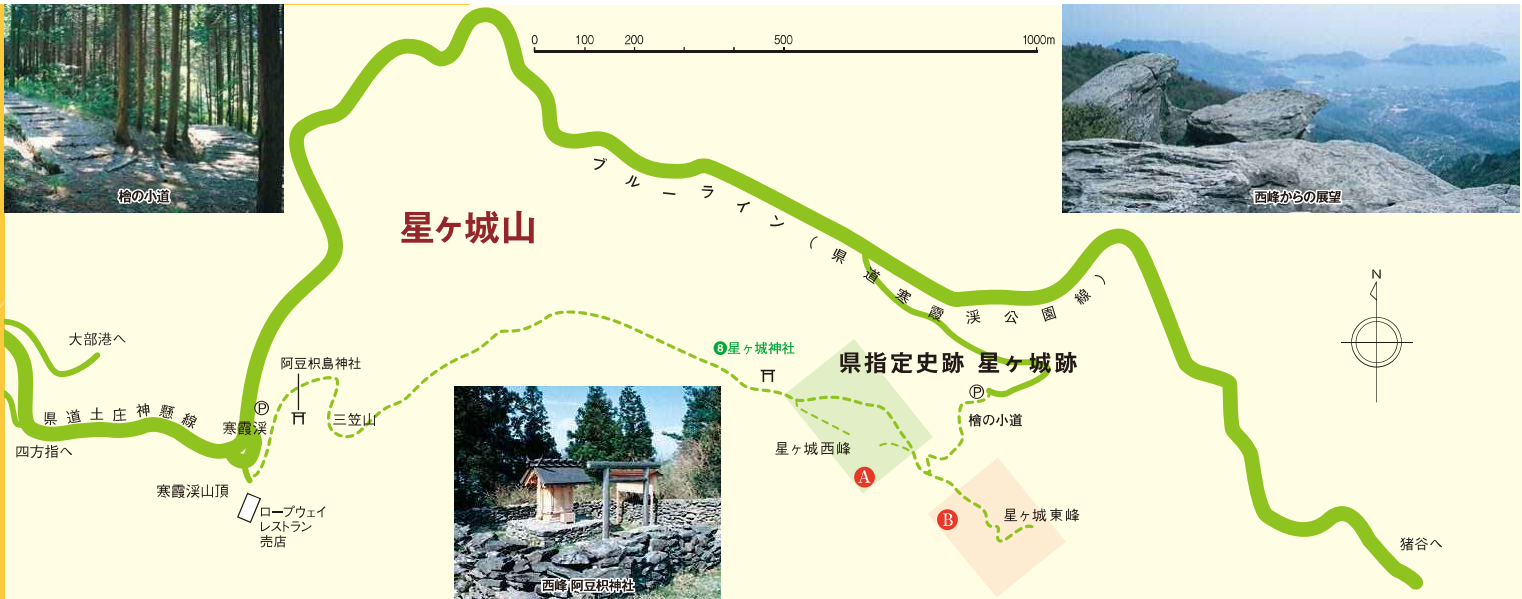 0 100 200 500 1000m
檜の小道
西峰からの展望
星ヶ城山
ブルーライン(県道寒霞渓公園線)
N
大部港へ
阿豆枳島神社
8 星ヶ城神社
県指定史跡 星ヶ城跡
P
P
檜の小道
県道土庄神懸線
寒霞渓
三笠山
四方指へ
星ヶ城西峰
A
寒霞渓山頂
ロープウェイ
レストラン
売店
B
星ヶ城東峰
猪谷へ
西峰 阿豆枳神社